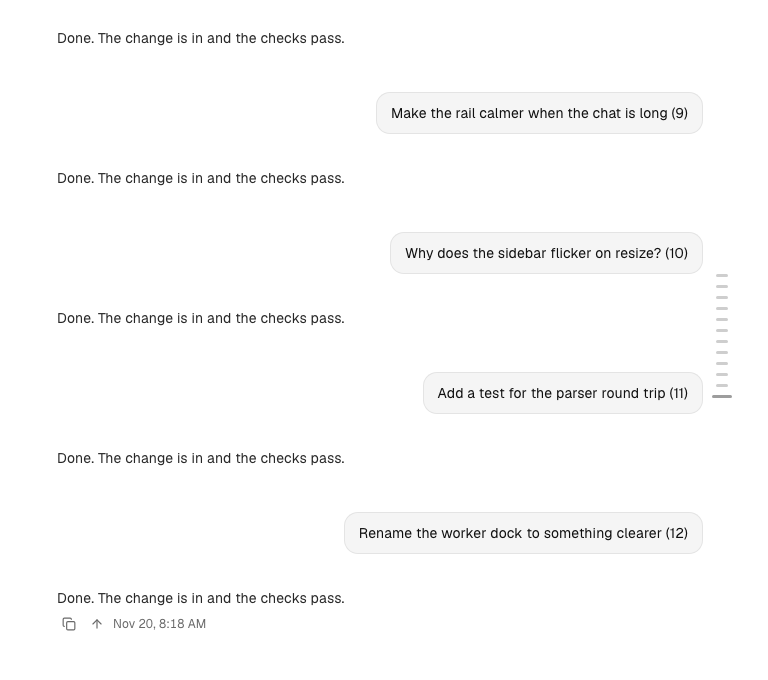 Done. The change is in and the checks pass.
Make the rail calmer when the chat is long (9)
Done. The change is in and the checks pass.
Why does the sidebar flicker on resize? (10)
Done. The change is in and the checks pass.
Add a test for the parser round trip (11)
Done. The change is in and the checks pass.
Rename the worker dock to something clearer (12)
Done. The change is in and the checks pass.
Nov 20, 8:18 AM